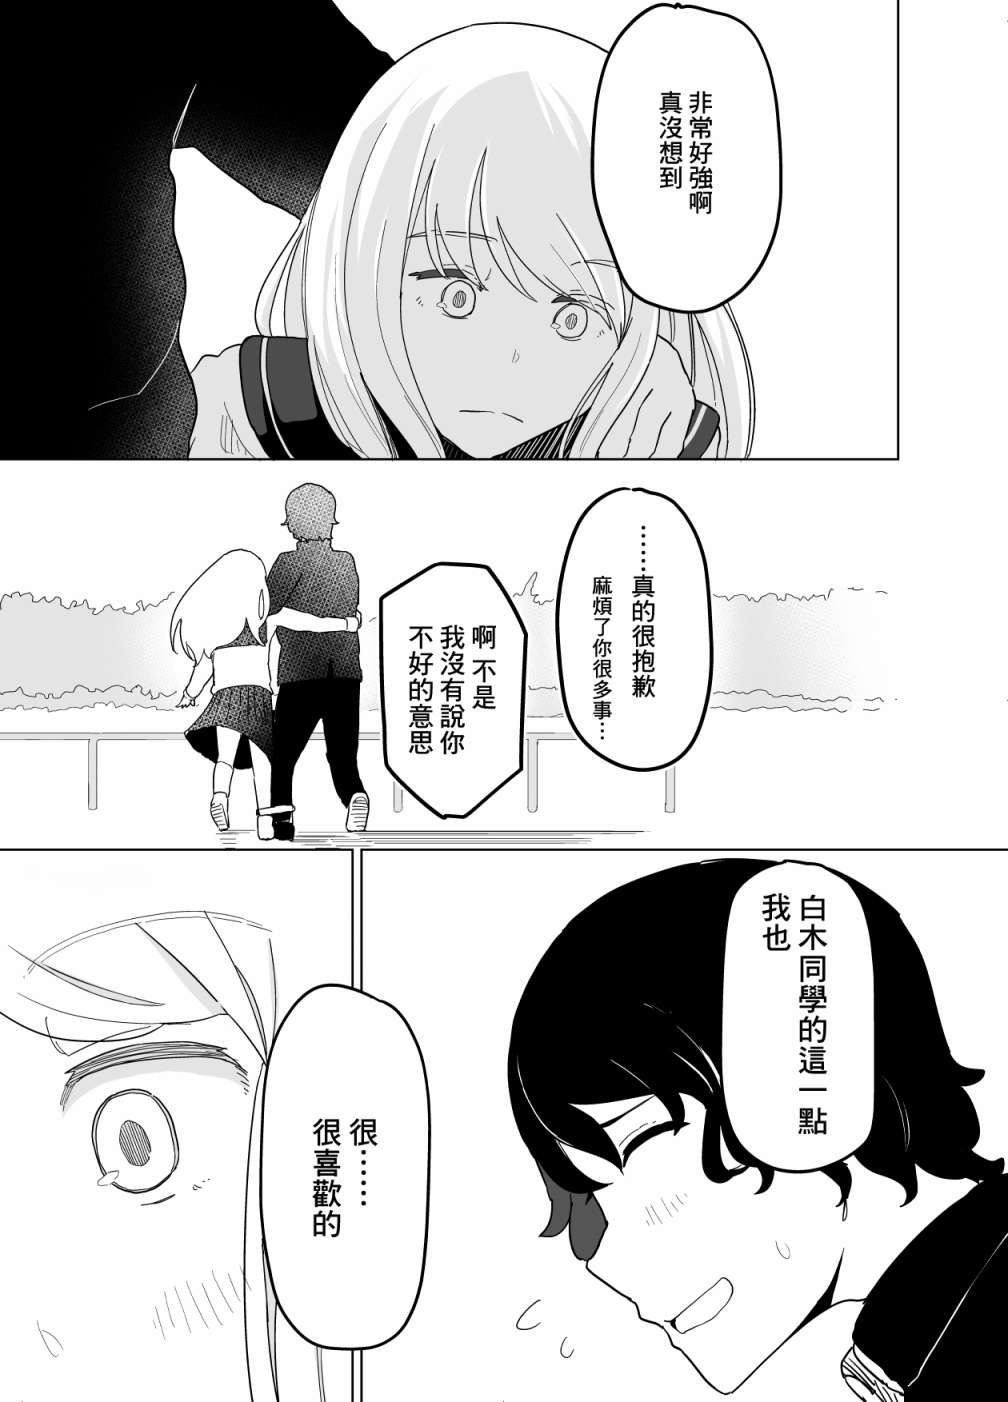 非常好強啊
真沒想到
……真的很抱歉
麻煩了你很多事…
啊 不是
我沒有說你
不好的意思
白木同學的這一點
我也
很……
很喜歡的